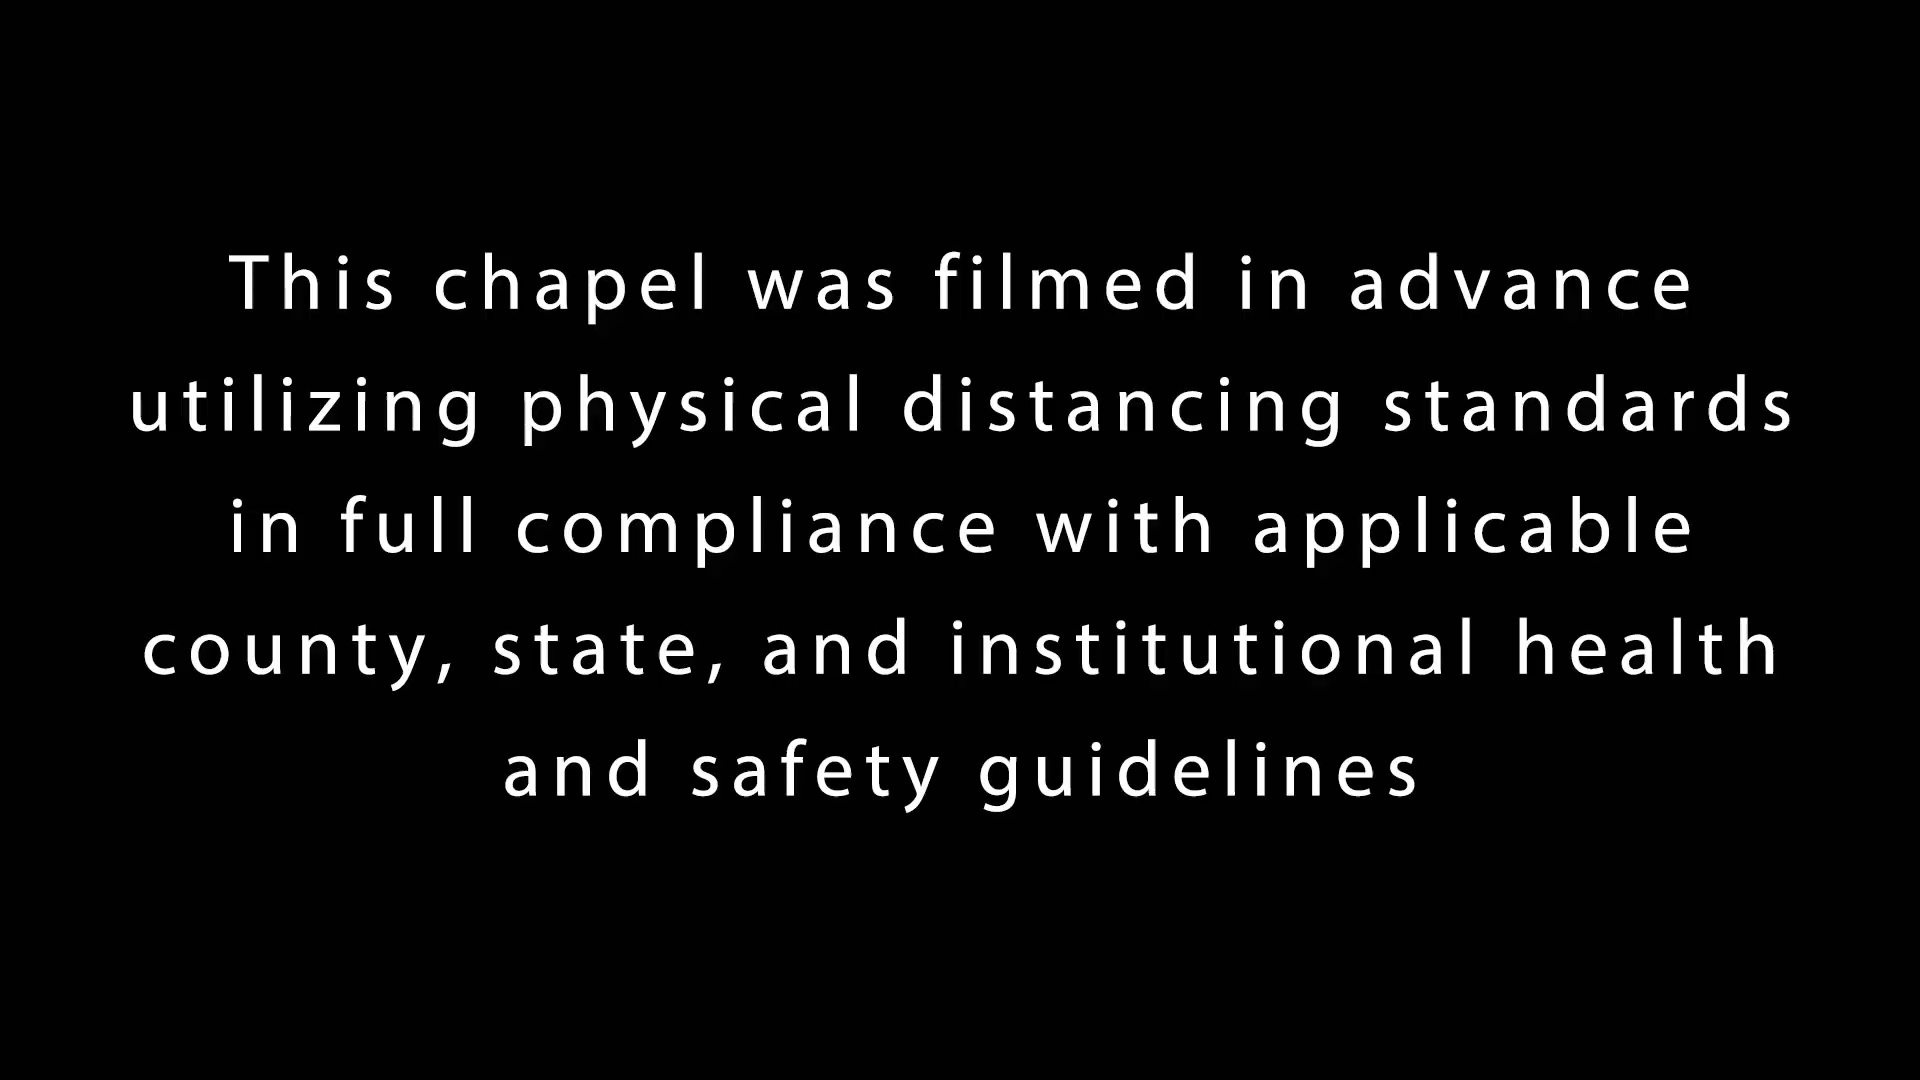 This chapel was filmed in advance
utilizing physical distancing standards
in full compliance with applicable
county, state, and institutional health
and safety guidelines